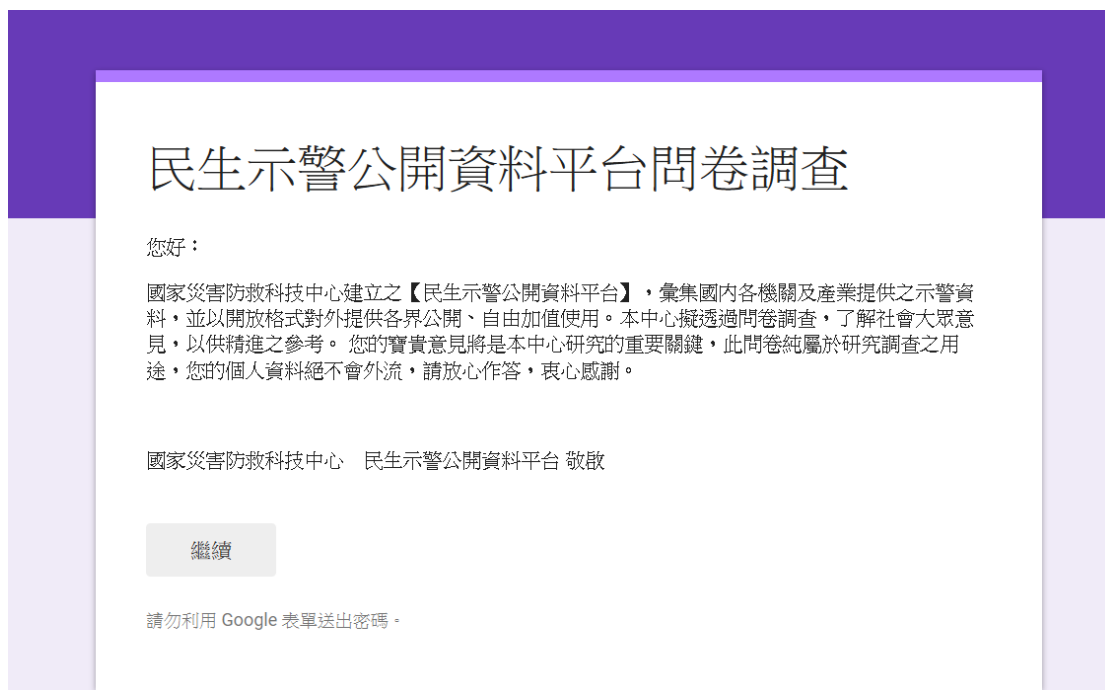 民生示警公開資料平台問卷調查
您好：
國家災害防救科技中心建立之【民生示警公開資料平台】，彙集國內各機關及產業提供之示警資
料，並以開放格式對外提供各界公開、自由加值使用。本中心擬透過問卷調查，了解社會大眾意
見，以供精進之參考。 您的寶貴意見將是本中心研究的重要關鍵，此問卷純屬於研究調查之用
途，您的個人資料絕不會外流，請放心作答，衷心感謝。
國家災害防救科技中心　民生示警公開資料平台 敬啟
繼續
請勿利用 Google 表單送出密碼。